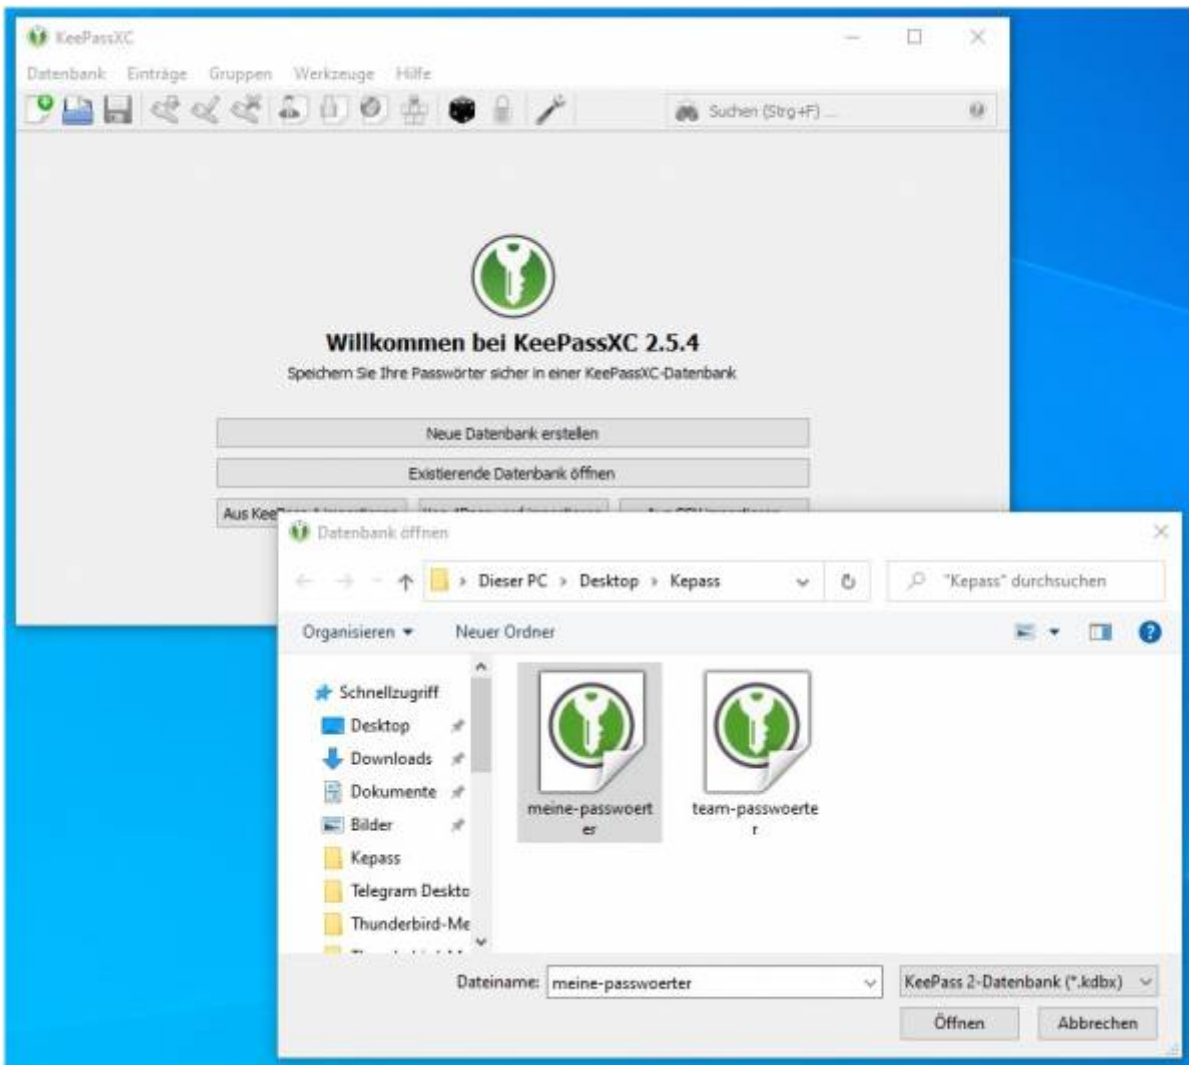 KeePassXC
Datenbank Einträge Gruppen Werkzeuge Hilfe
Suchen (Strg+F) ...
Willkommen bei KeePassXC 2.5.4
Speichern Sie Ihre Passwörter sicher in einer KeePassXC-Datenbank
Neue Datenbank erstellen
Existierende Datenbank öffnen
Aus
Datenbank öffnen
Dieser PC > Desktop > Kepass
"Kepass" durchsuchen
Organisieren
Neuer Ordner
Schnellzugriff
Desktop
Downloads
Dokumente
Bilder
Kepass
Telegram Deskto
Thunderbird-Me
meine-passwoert
er
team-passwoerte
r
Dateiname: meine-passwoerter
KeePass 2-Datenbank (*.kdbx)
Öffnen Abbrechen